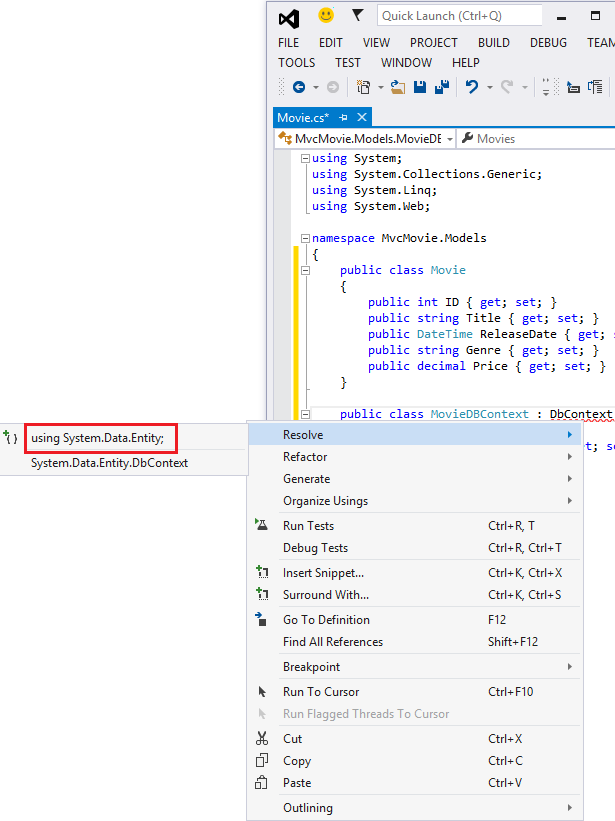 Quick Launch (Ctrl+Q)
FILE EDIT VIEW PROJECT BUILD DEBUG TEAM
TOOLS TEST WINDOW HELP
Movie.cs*
MvcMovie.Models.MovieDB Movies
using System;
using System.Collections.Generic;
using System.Linq;
using System.Web;
namespace MvcMovie.Models
{
public class Movie
{
public int ID { get; set; }
public string Title { get; set; }
public DateTime ReleaseDate { get; s
public string Genre { get; set; }
public decimal Price { get; set; }
}
public class MovieDBContext : DbContext
using System.Data.Entity;
System.Data.Entity.DbContext
Resolve
t; se
Refactor
Generate
Organize Usings
Run Tests Ctrl+R, T
Debug Tests Ctrl+R, Ctrl+T
Insert Snippet... Ctrl+K, Ctrl+X
Surround With... Ctrl+K, Ctrl+S
Go To Definition F12
Find All References Shift+F12
Breakpoint
Run To Cursor Ctrl+F10
Run Flagged Threads To Cursor
Cut Ctrl+X
Copy Ctrl+C
Paste Ctrl+V
Outlining